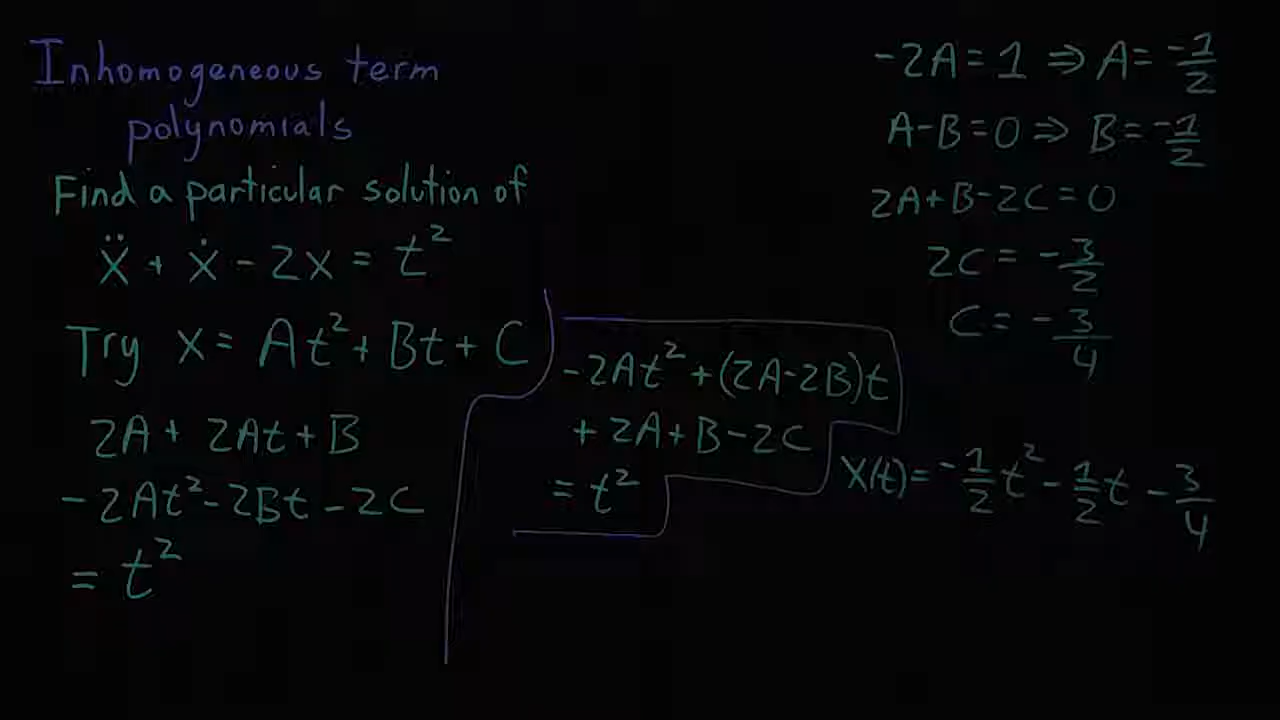 Inhomogeneous term
polynomials
Find a particular solution of
ẍ + ẋ - 2x = t²
Try x = At² + Bt + C
2A + 2At + B
-2At² - 2Bt - 2C
= t²
-2At² + (2A-2B)t
+ 2A + B - 2C
= t²
-2A = 1 ⇒ A = -1/2
A - B = 0 ⇒ B = -1/2
2A + B - 2C = 0
2C = -3/2
C = -3/4
x(t) = -1/2 t² - 1/2 t - 3/4